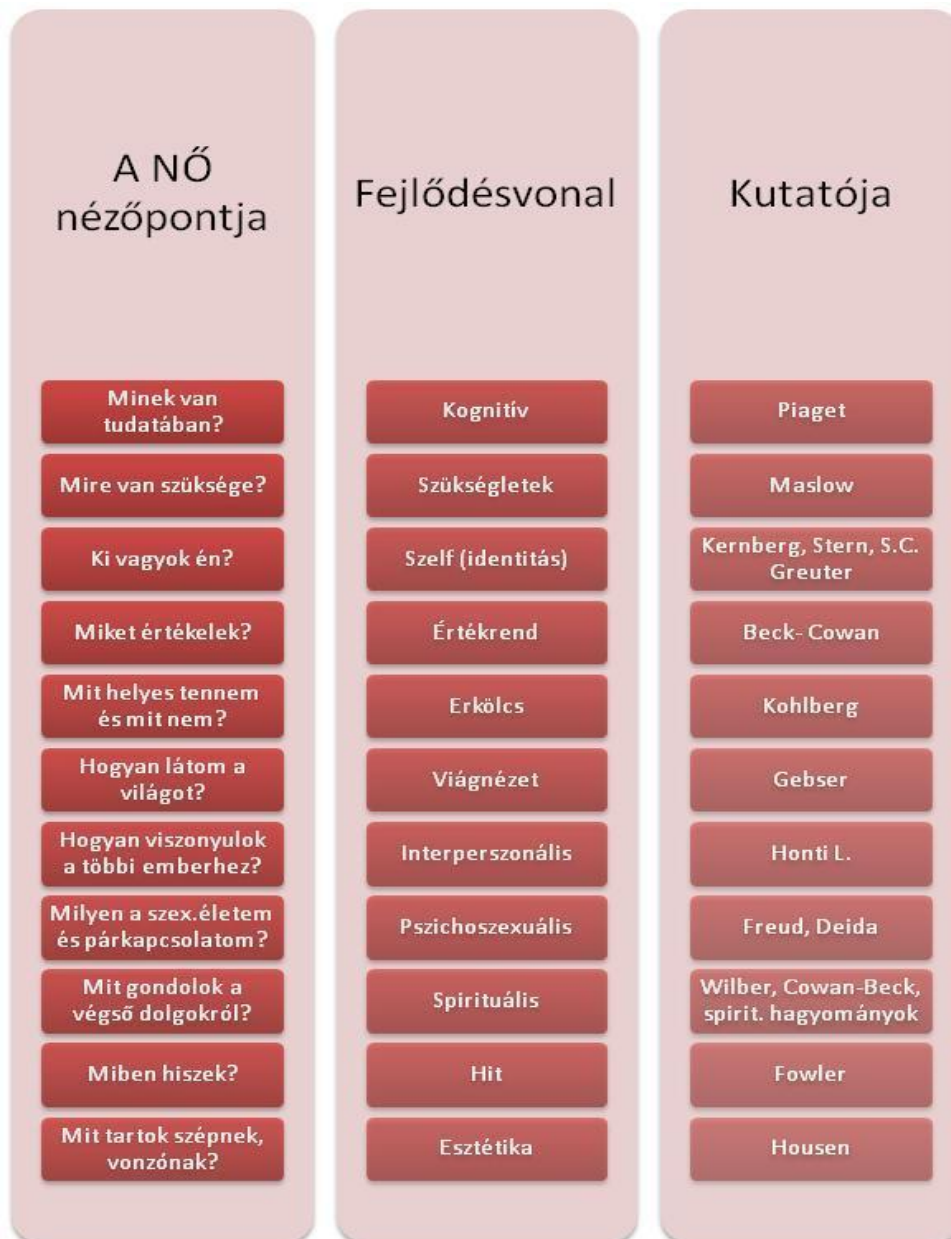 A NŐ
nézőpontja
Minek van
tudatában?
Mire van szüksége?
Ki vagyok én?
Miket értékelek?
Mit helyes tennem
és mit nem?
Hogyan látom a
világot?
Hogyan viszonyulok
a többi emberhez?
Milyen a szex.életem
és párkapcsolatom?
Mit gondolok a
végső dolgokról?
Miben hiszek?
Mit tartok szépnek,
vonzónak?
Fejlődésvonal
Kognitív
Szükségletek
Szelf (identitás)
Értékrend
Erkölcs
Viágnézet
Interperszonális
Pszichoszexuális
Spirituális
Hit
Esztétika
Kutatója
Piaget
Maslow
Kernberg, Stern, S.C.
Greuter
Beck- Cowan
Kohlberg
Gebser
Honti L.
Freud, Deida
Wilber, Cowan-Beck,
spirit. hagyományok
Fowler
Housen